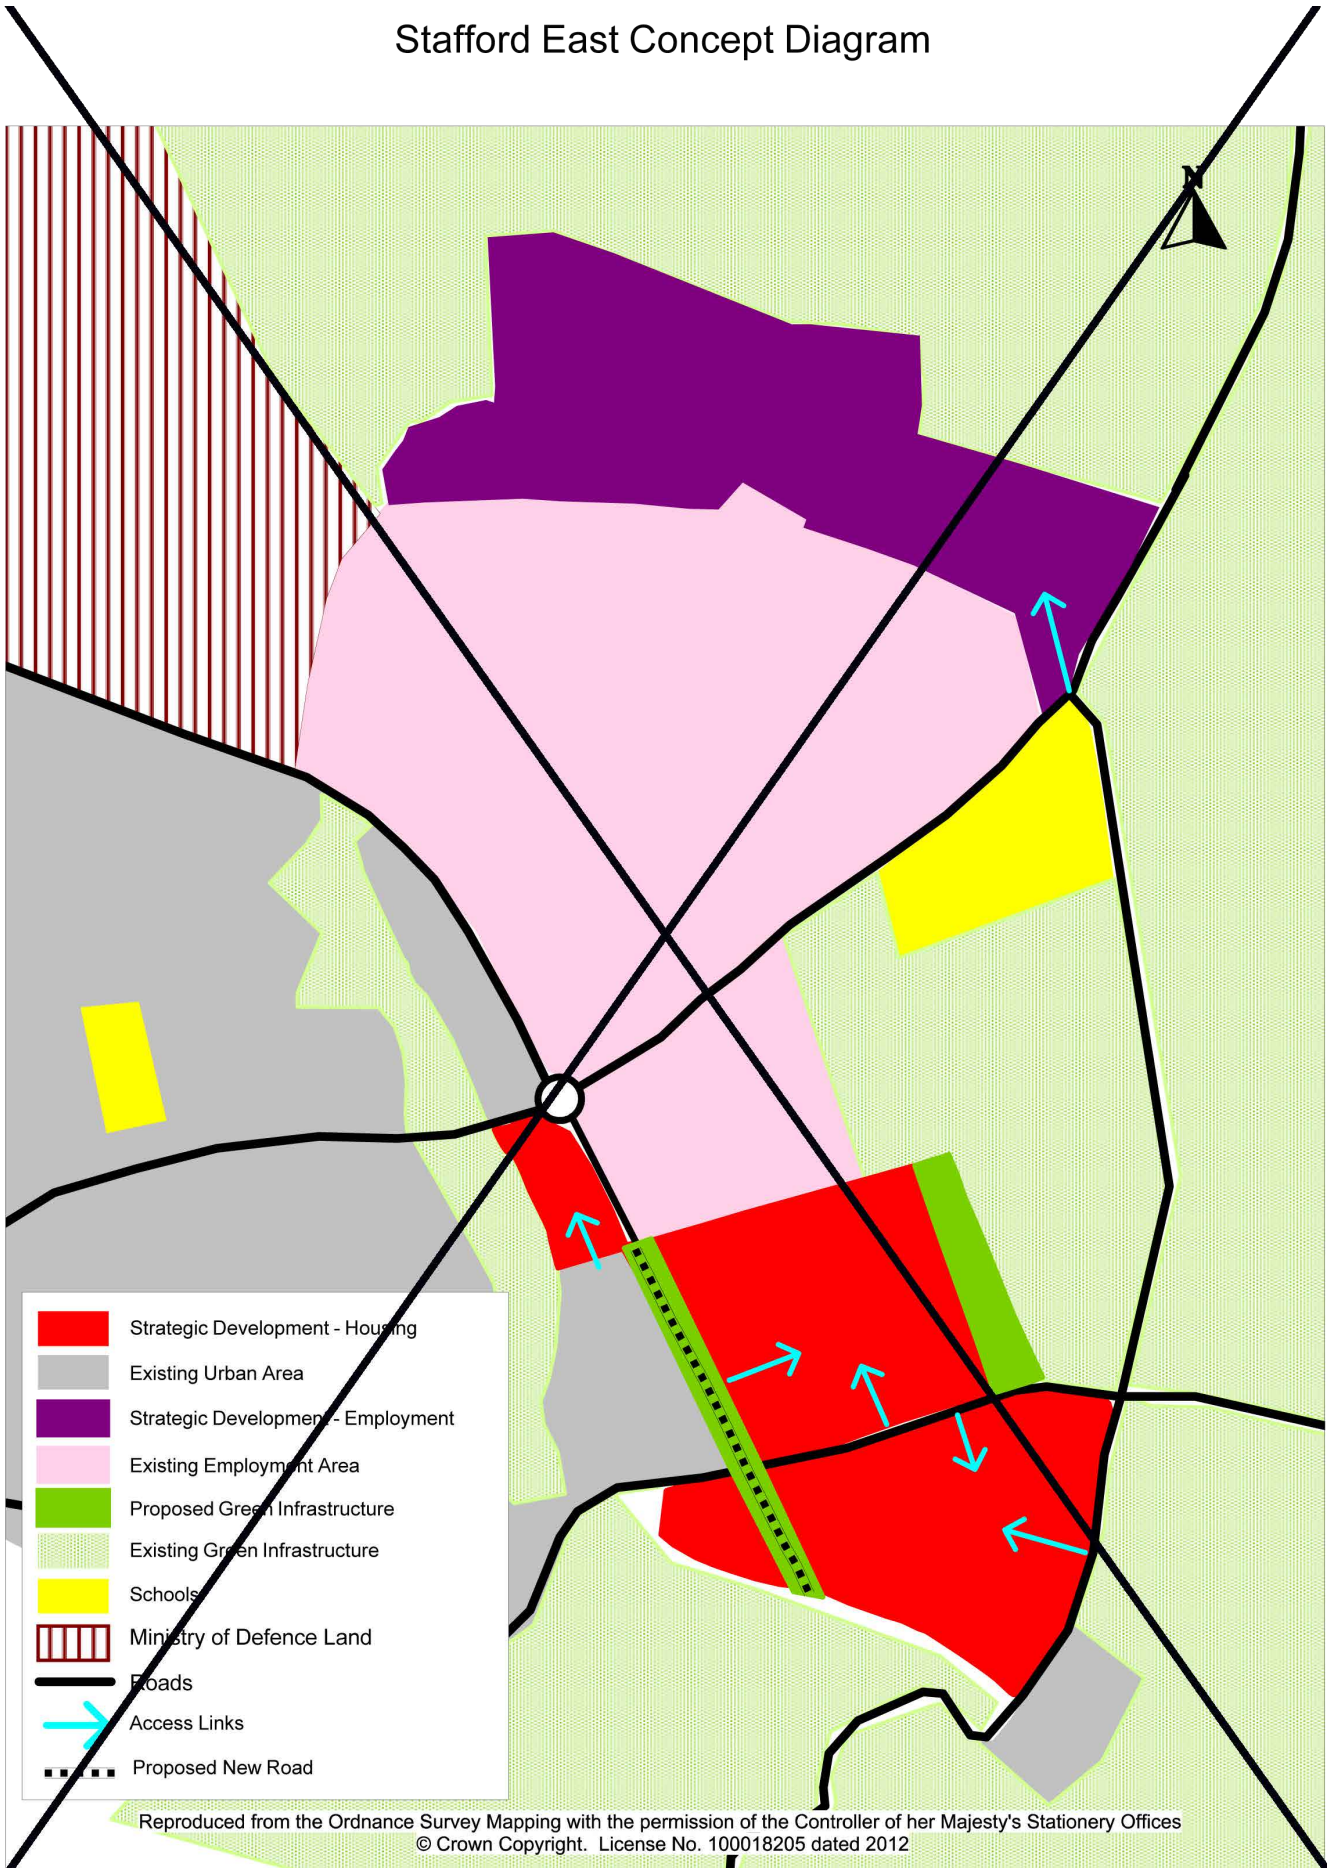 Stafford East Concept Diagram
N
Strategic Development - Housing
Existing Urban Area
Strategic Development - Employment
Existing Employment Area
Proposed Green Infrastructure
Existing Green Infrastructure
Schools
Ministry of Defence Land
Roads
Access Links
Proposed New Road
Reproduced from the Ordnance Survey Mapping with the permission of the Controller of her Majesty's Stationery Offices
© Crown Copyright. License No. 100018205 dated 2012